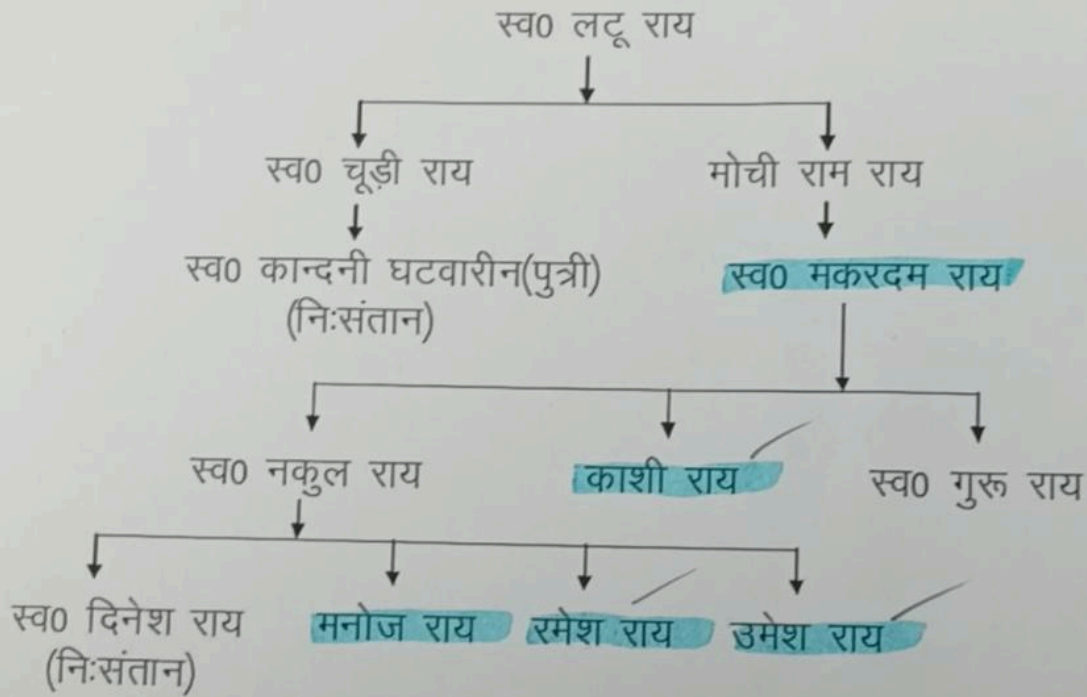 स्व0 लटू राय
स्व0 चूड़ी राय
मोची राम राय
स्व0 कान्दनी घटवारीन(पुत्री)
(निःसंतान)
स्व0 मकरदम राय
स्व0 नकुल राय
काशी राय
स्व0 गुरू राय
स्व0 दिनेश राय
(निःसंतान)
मनोज राय
रमेश राय
उमेश राय